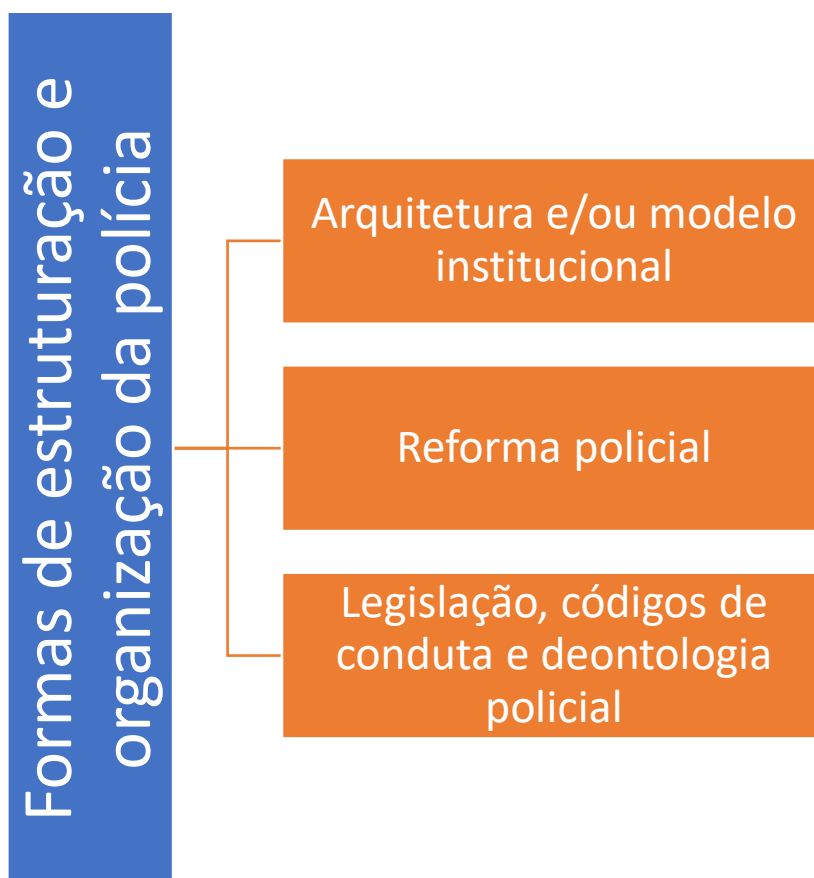 Formas de estruturação e
organização da polícia
Arquitetura e/ou modelo
institucional
Reforma policial
Legislação, códigos de
conduta e deontologia
policial